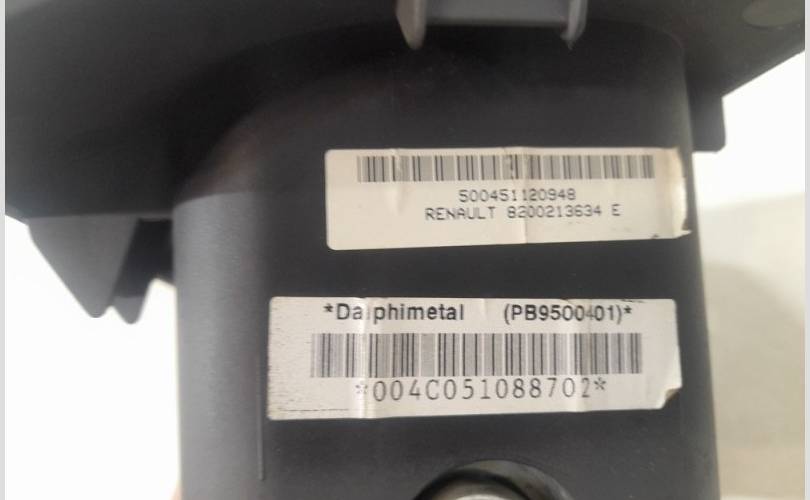 500451120948
RENAULT 8200213634 E
*Dalphimetal (PB9500401)*
*004C051088702*